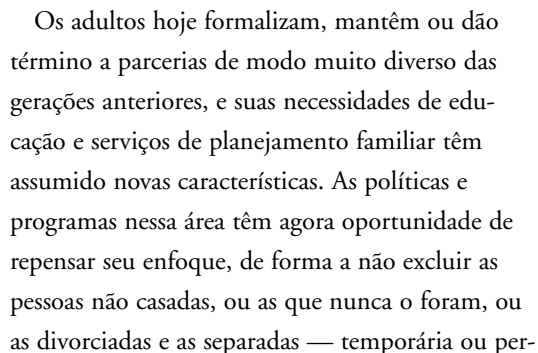 Os adultos hoje formalizam, mantêm ou dão
término a parcerias de modo muito diverso das
gerações anteriores, e suas necessidades de edu-
cação e serviços de planejamento familiar têm
assumido novas características. As políticas e
programas nessa área têm agora oportunidade de
repensar seu enfoque, de forma a não excluir as
pessoas não casadas, ou as que nunca o foram, ou
as divorciadas e as separadas — temporária ou per-